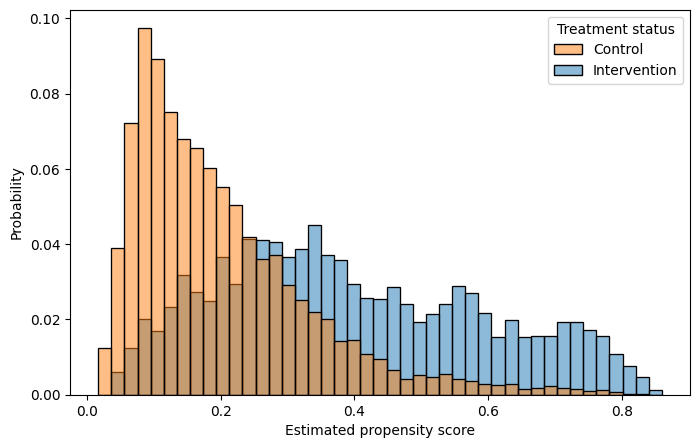 Treatment status
Control
Intervention
Probability
0.10
0.08
0.06
0.04
0.02
0.00
0.0 0.2 0.4 0.6 0.8
Estimated propensity score